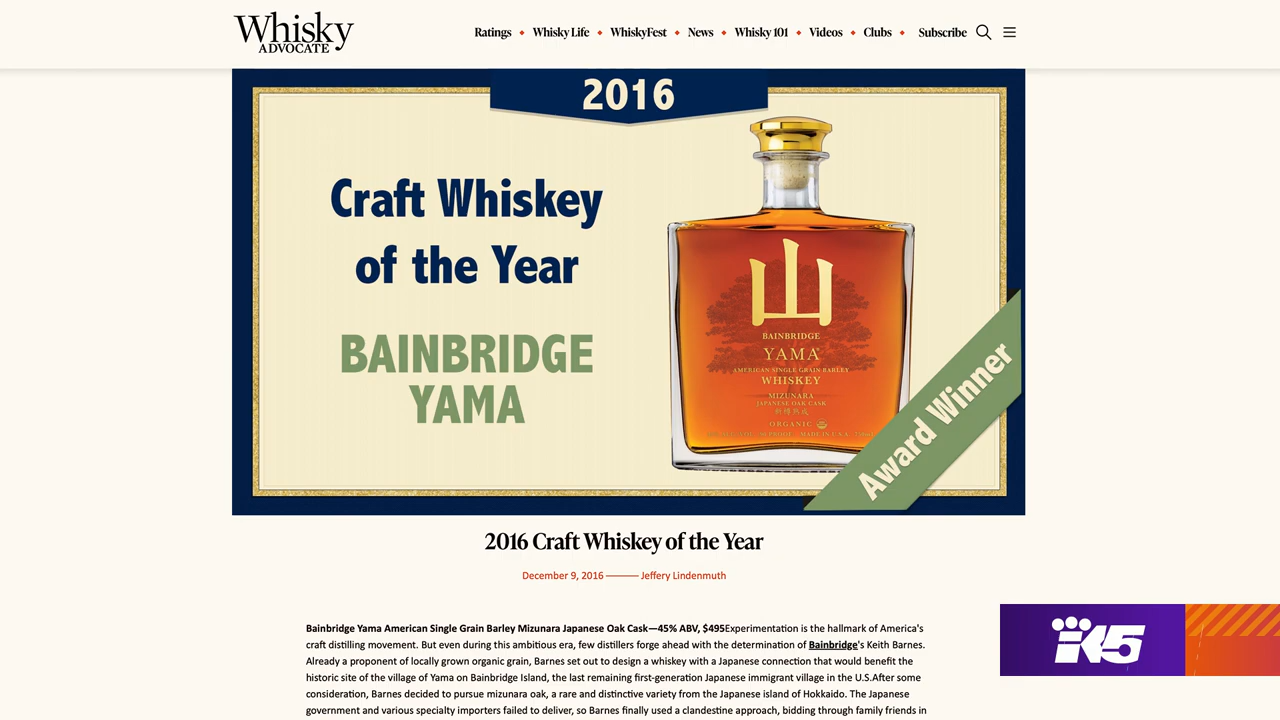 Whisky
ADVOCATE
Ratings ◆ Whisky Life ◆ WhiskyFest ◆ News ◆ Whisky 101 ◆ Videos ◆ Clubs ◆ Subscribe
2016
Craft Whiskey
of the Year
BAINBRIDGE
YAMA
山
BAINBRIDGE
YAMA
AMERICAN SINGLE GRAIN BARLEY
WHISKEY
MIZUNARA
JAPANESE OAK CASK
ORGANIC
MADE IN U.S.A.
Award Winner
2016 Craft Whiskey of the Year
December 9, 2016 ——— Jeffery Lindenmuth
Bainbridge Yama American Single Grain Barley Mizunara Japanese Oak Cask—45% ABV, $495Experimentation is the hallmark of America's
craft distilling movement. But even during this ambitious era, few distillers forge ahead with the determination of Bainbridge's Keith Barnes.
Already a proponent of locally grown organic grain, Barnes set out to design a whiskey with a Japanese connection that would benefit the
historic site of the village of Yama on Bainbridge Island, the last remaining first-generation Japanese immigrant village in the U.S.After some
consideration, Barnes decided to pursue mizunara oak, a rare and distinctive variety from the Japanese island of Hokkaido. The Japanese
government and various specialty importers failed to deliver, so Barnes finally used a clandestine approach, bidding through family friends in
K5